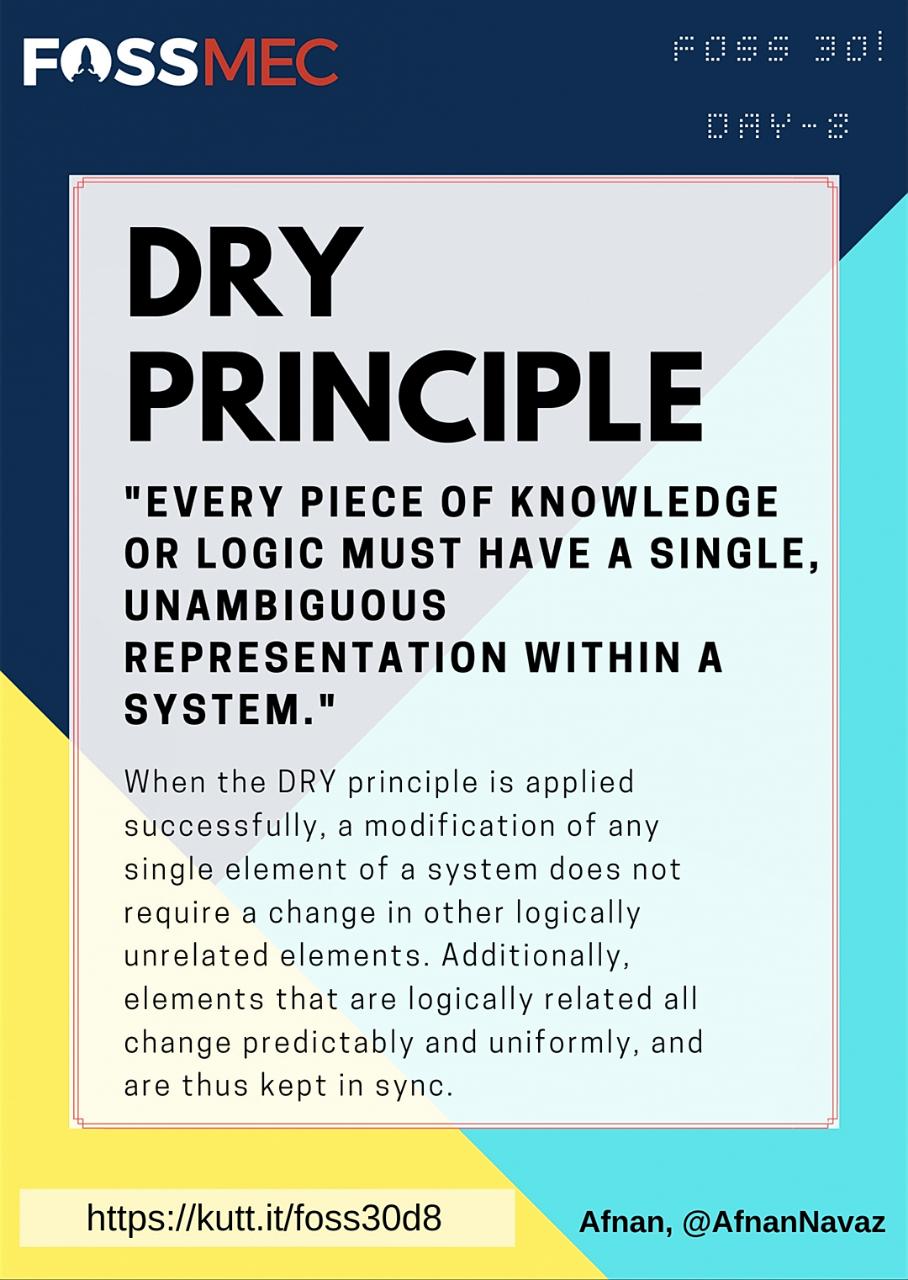 FOSSMEC
FOSS 30!
DAY-8
DRY
PRINCIPLE
"EVERY PIECE OF KNOWLEDGE
OR LOGIC MUST HAVE A SINGLE,
UNAMBIGUOUS
REPRESENTATION WITHIN A
SYSTEM."
When the DRY principle is applied
successfully, a modification of any
single element of a system does not
require a change in other logically
unrelated elements. Additionally,
elements that are logically related all
change predictably and uniformly, and
are thus kept in sync.
https://kutt.it/foss30d8
Afnan, @AfnanNavaz